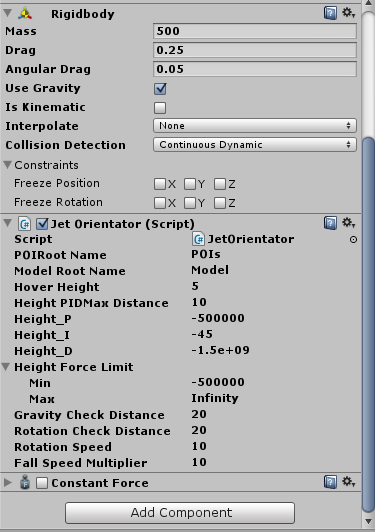 Rigidbody
Mass 500
Drag 0.25
Angular Drag 0.05
Use Gravity
Is Kinematic
Interpolate None
Collision Detection Continuous Dynamic
Constraints
Freeze Position X Y Z
Freeze Rotation X Y Z
Jet Orientator (Script)
Script JetOrientator
POIRoot Name POIs
Model Root Name Model
Hover Height 5
Height PIDMax Distance 10
Height_P -500000
Height_I -45
Height_D -1.5e+09
Height Force Limit
Min -500000
Max Infinity
Gravity Check Distance 20
Rotation Check Distance 20
Rotation Speed 10
Fall Speed Multiplier 10
Constant Force
Add Component